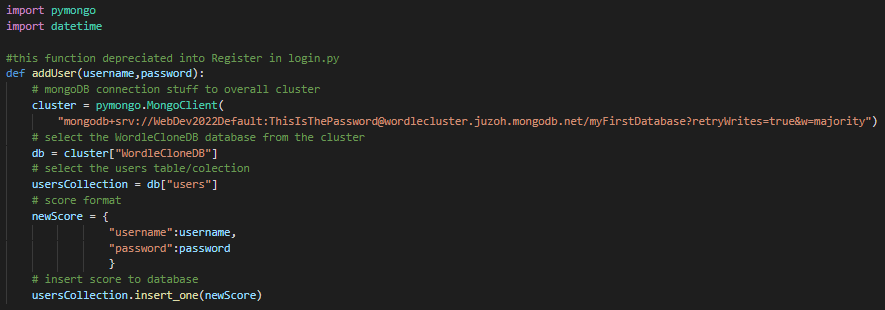 import pymongo
import datetime
#this function depreciated into Register in login.py
def addUser(username,password):
# mongoDB connection stuff to overall cluster
cluster = pymongo.MongoClient(
"mongodb+srv://WebDev2022Default:ThisIsThePassword@wordlecluster.juzoh.mongodb.net/myFirstDatabase?retryWrites=true&w=majority")
# select the WordleCloneDB database from the cluster
db = cluster["WordleCloneDB"]
# select the users table/colection
usersCollection = db["users"]
# score format
newScore = {
"username":username,
"password":password
}
# insert score to database
usersCollection.insert_one(newScore)